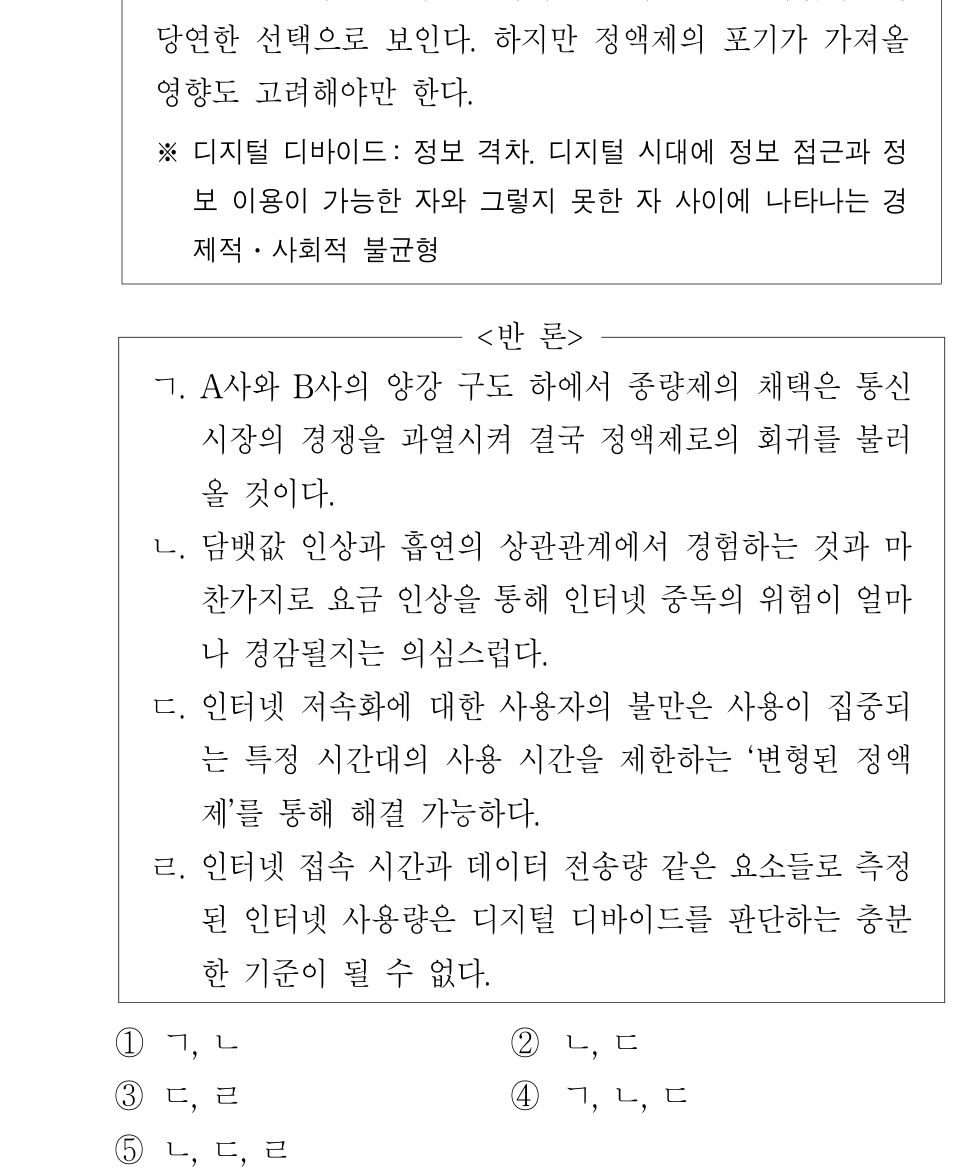 당연한 선택으로 보인다. 하지만 정액제의 포기가 가져올
영향도 고려해야만 한다.
※ 디지털 디바이드: 정보 격차. 디지털 시대에 정보 접근과 정
보 이용이 가능한 자와 그렇지 못한 자 사이에 나타나는 경
제적·사회적 불균형
<반 론>
ㄱ. A사와 B사의 양강 구도 하에서 종량제의 채택은 통신
시장의 경쟁을 과열시켜 결국 정액제로의 회귀를 불러
올 것이다.
ㄴ. 담뱃값 인상과 흡연의 상관관계에서 경험하는 것과 마
찬가지로 요금 인상을 통해 인터넷 중독의 위험이 얼마
나 경감될지는 의심스럽다.
ㄷ. 인터넷 저속화에 대한 사용자의 불만은 사용이 집중되
는 특정 시간대의 사용 시간을 제한하는 ‘변형된 정액
제’를 통해 해결 가능하다.
ㄹ. 인터넷 접속 시간과 데이터 전송량 같은 요소들로 측정
된 인터넷 사용량은 디지털 디바이드를 판단하는 충분
한 기준이 될 수 없다.
① ㄱ, ㄴ ② ㄴ, ㄷ
③ ㄷ, ㄹ ④ ㄱ, ㄴ, ㄷ
⑤ ㄴ, ㄷ, ㄹ